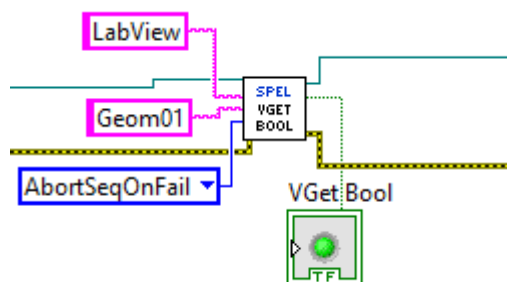 LabView
SPEL
VGET
BOOL
Geom01
AbortSeqOnFail
VGet Bool
TF